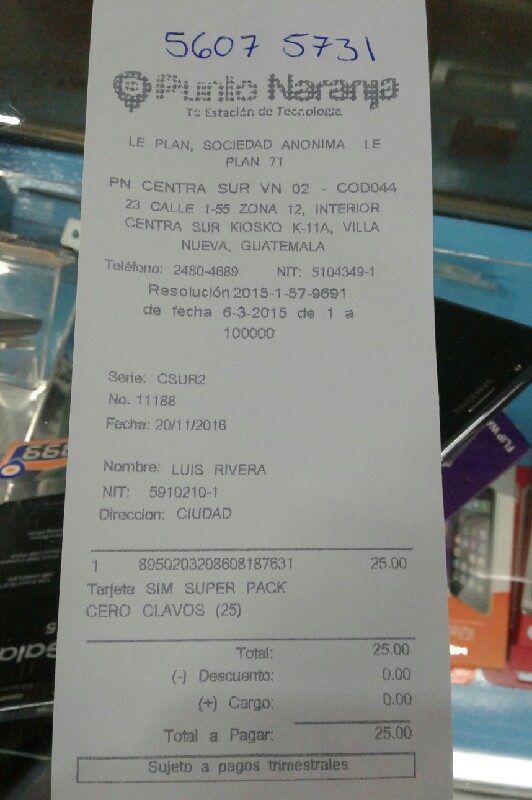 5607 5731
Punto Naranja
Tu Estación de Tecnología
LE PLAN, SOCIEDAD ANONIMA LE
PLAN 71
PN CENTRA SUR VN 02 - COD044
23 CALLE 1-55 ZONA 12, INTERIOR
CENTRA SUR KIOSKO K-11A, VILLA
NUEVA, GUATEMALA
Teléfono: 2480-4689 NIT: 5104349-1
Resolución 2015-1-57-9691
de fecha 6-3-2015 de 1 a
100000
Serie: CSUR2
No. 11188
Fecha: 20/11/2016
Nombre: LUIS RIVERA
NIT: 5910210-1
Direccion: CIUDAD
1 8950203208608187631 25.00
Tarjeta SIM SUPER PACK
CERO CLAVOS (25)
Total: 25.00
(-) Descuento: 0.00
(+) Cargo: 0.00
Total a Pagar: 25.00
Sujeto a pagos trimestrales